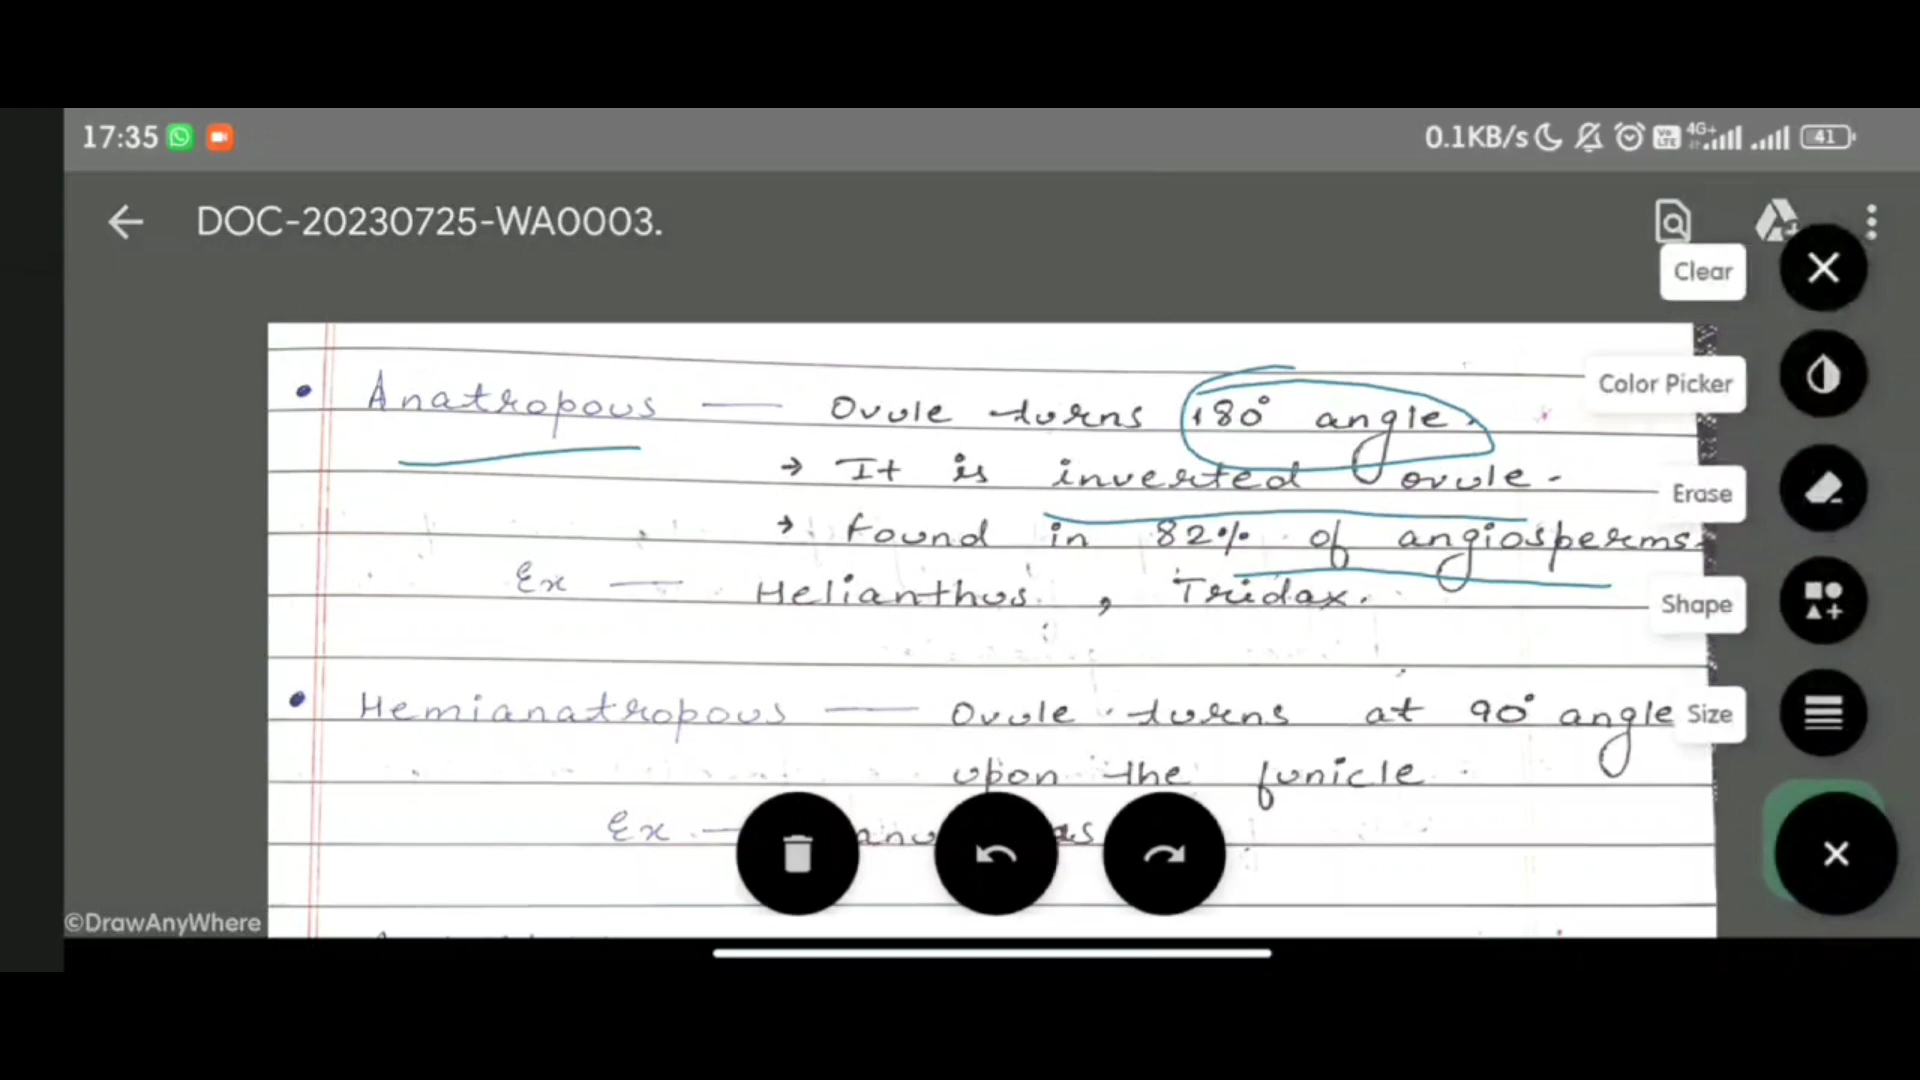 17:35
0.1KB/s 4G+ 41
DOC-20230725-WA0003.
Clear
Color Picker
Erase
Shape
Size
• Anatropous — Ovule turns 180° angle.
→ It is inverted ovule.
→ Found in 82% of angiosperms.
Ex — Helianthus, Tridax.
• Hemianatropous — Ovule turns at 90° angle
upon the funicle.
Ex —
©DrawAnyWhere